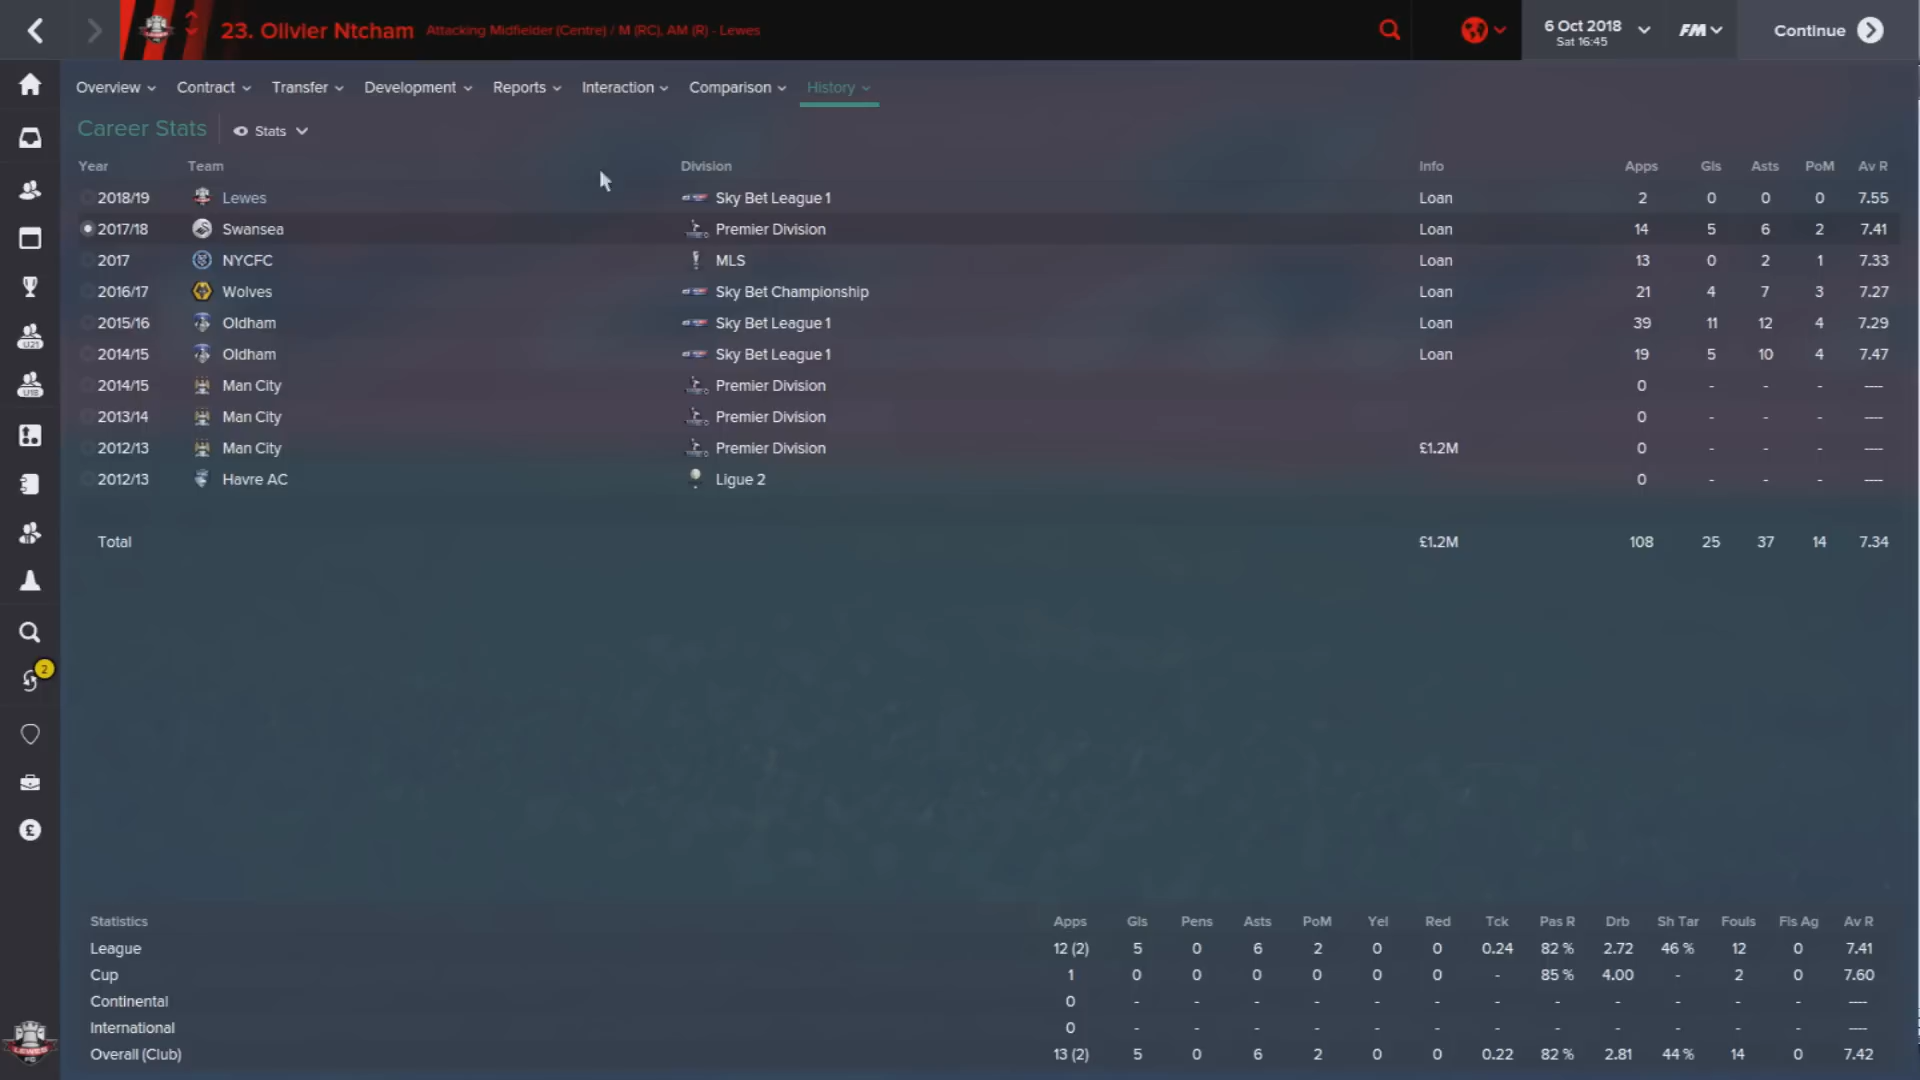 23. Olivier Ntcham Attacking Midfielder (Centre) / M (RC), AM (R) - Lewes
6 Oct 2018
Sat 16:45
FM
Continue
Overview Contract Transfer Development Reports Interaction Comparison History
Career Stats Stats
Year Team Division Info Apps Gls Asts PoM Av R
2018/19 Lewes Sky Bet League 1 Loan 2 0 0 0 7.55
2017/18 Swansea Premier Division Loan 14 5 6 2 7.41
2017 NYCFC MLS Loan 13 0 2 1 7.33
2016/17 Wolves Sky Bet Championship Loan 21 4 7 3 7.27
2015/16 Oldham Sky Bet League 1 Loan 39 11 12 4 7.29
2014/15 Oldham Sky Bet League 1 Loan 19 5 10 4 7.47
2014/15 Man City Premier Division 0 - - - ----
2013/14 Man City Premier Division 0 - - - ----
2012/13 Man City Premier Division £1.2M 0 - - - ----
2012/13 Havre AC Ligue 2 0 - - - ----
Total £1.2M 108 25 37 14 7.34
U21
U18
2
Statistics Apps Gls Pens Asts PoM Yel Red Tck Pas R Drb Sh Tar Fouls Fls Ag Av R
League 12 (2) 5 0 6 2 0 0 0.24 82 % 2.72 46 % 12 0 7.41
Cup 1 0 0 0 0 0 0 - 85 % 4.00 - 2 0 7.60
Continental 0 - - - - - - - - - - - - ----
International 0 - - - - - - - - - - - - ----
Overall (Club) 13 (2) 5 0 6 2 0 0 0.22 82 % 2.81 44 % 14 0 7.42
LEWES
FC